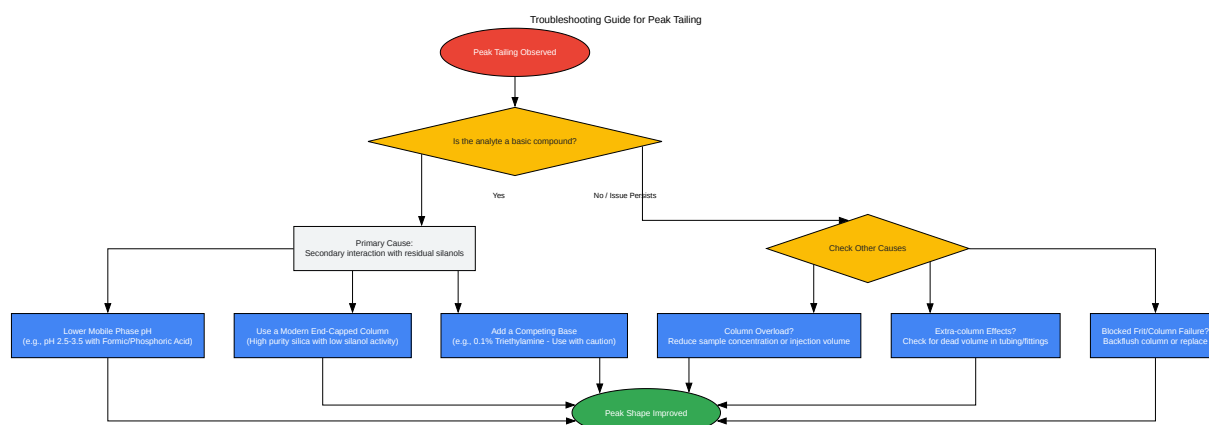 Troubleshooting Guide for Peak Tailing
Peak Tailing Observed
Is the analyte a basic compound?
Yes
No / Issue Persists
Primary Cause:
Secondary interaction with residual silanols
Check Other Causes
Lower Mobile Phase pH
(e.g., pH 2.5-3.5 with Formic/Phosphoric Acid)
Use a Modern End-Capped Column
(High purity silica with low silanol activity)
Add a Competing Base
(e.g., 0.1% Triethylamine - Use with caution)
Column Overload?
Reduce sample concentration or injection volume
Extra-column Effects?
Check for dead volume in tubing/fittings
Blocked Frit/Column Failure?
Backflush column or replace
Peak Shape Improved